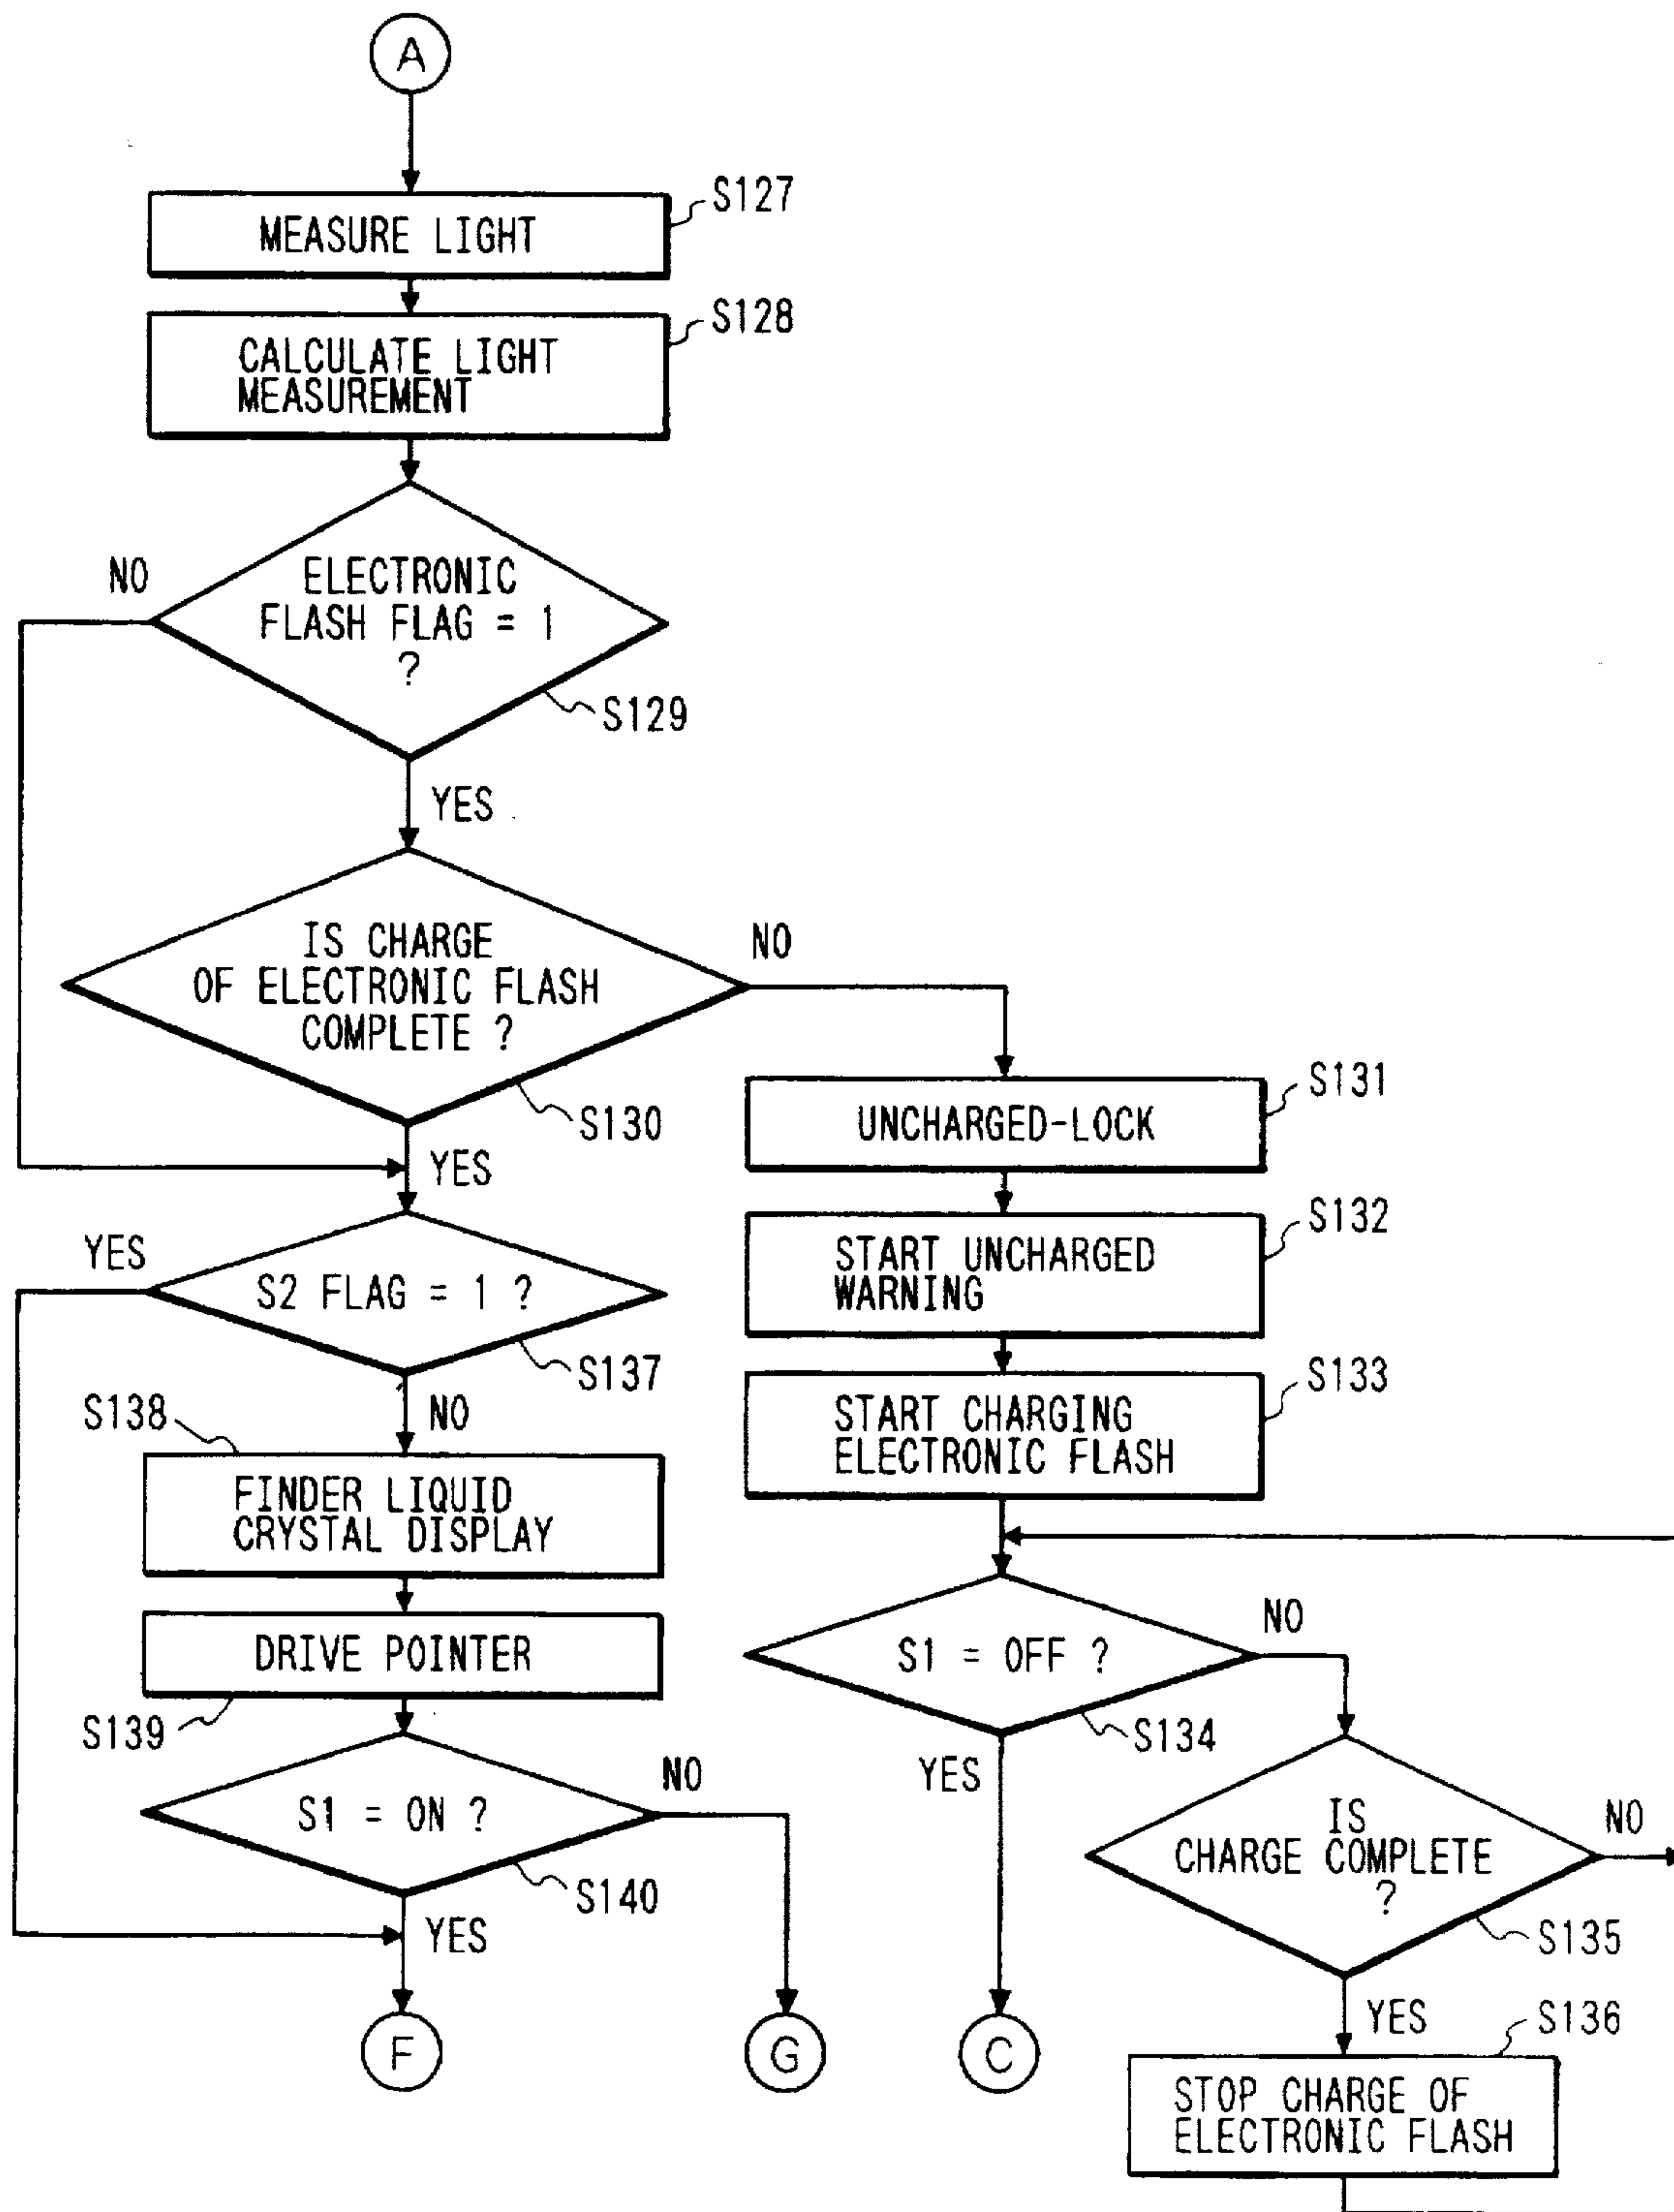 A
S127
MEASURE LIGHT
S128
CALCULATE LIGHT
MEASUREMENT
NO
ELECTRONIC
FLASH FLAG = 1
?
S129
YES
IS CHARGE
OF ELECTRONIC FLASH
COMPLETE ?
NO
S130
YES
S131
UNCHARGED-LOCK
S132
START UNCHARGED
WARNING
S133
START CHARGING
ELECTRONIC FLASH
S1 = OFF ?
NO
S134
YES
IS
CHARGE COMPLETE
?
NO
S135
YES
S136
STOP CHARGE OF
ELECTRONIC FLASH
YES
S2 FLAG = 1 ?
S137
NO
S138
FINDER LIQUID
CRYSTAL DISPLAY
DRIVE POINTER
S139
S1 = ON ?
NO
S140
YES
F
G
C